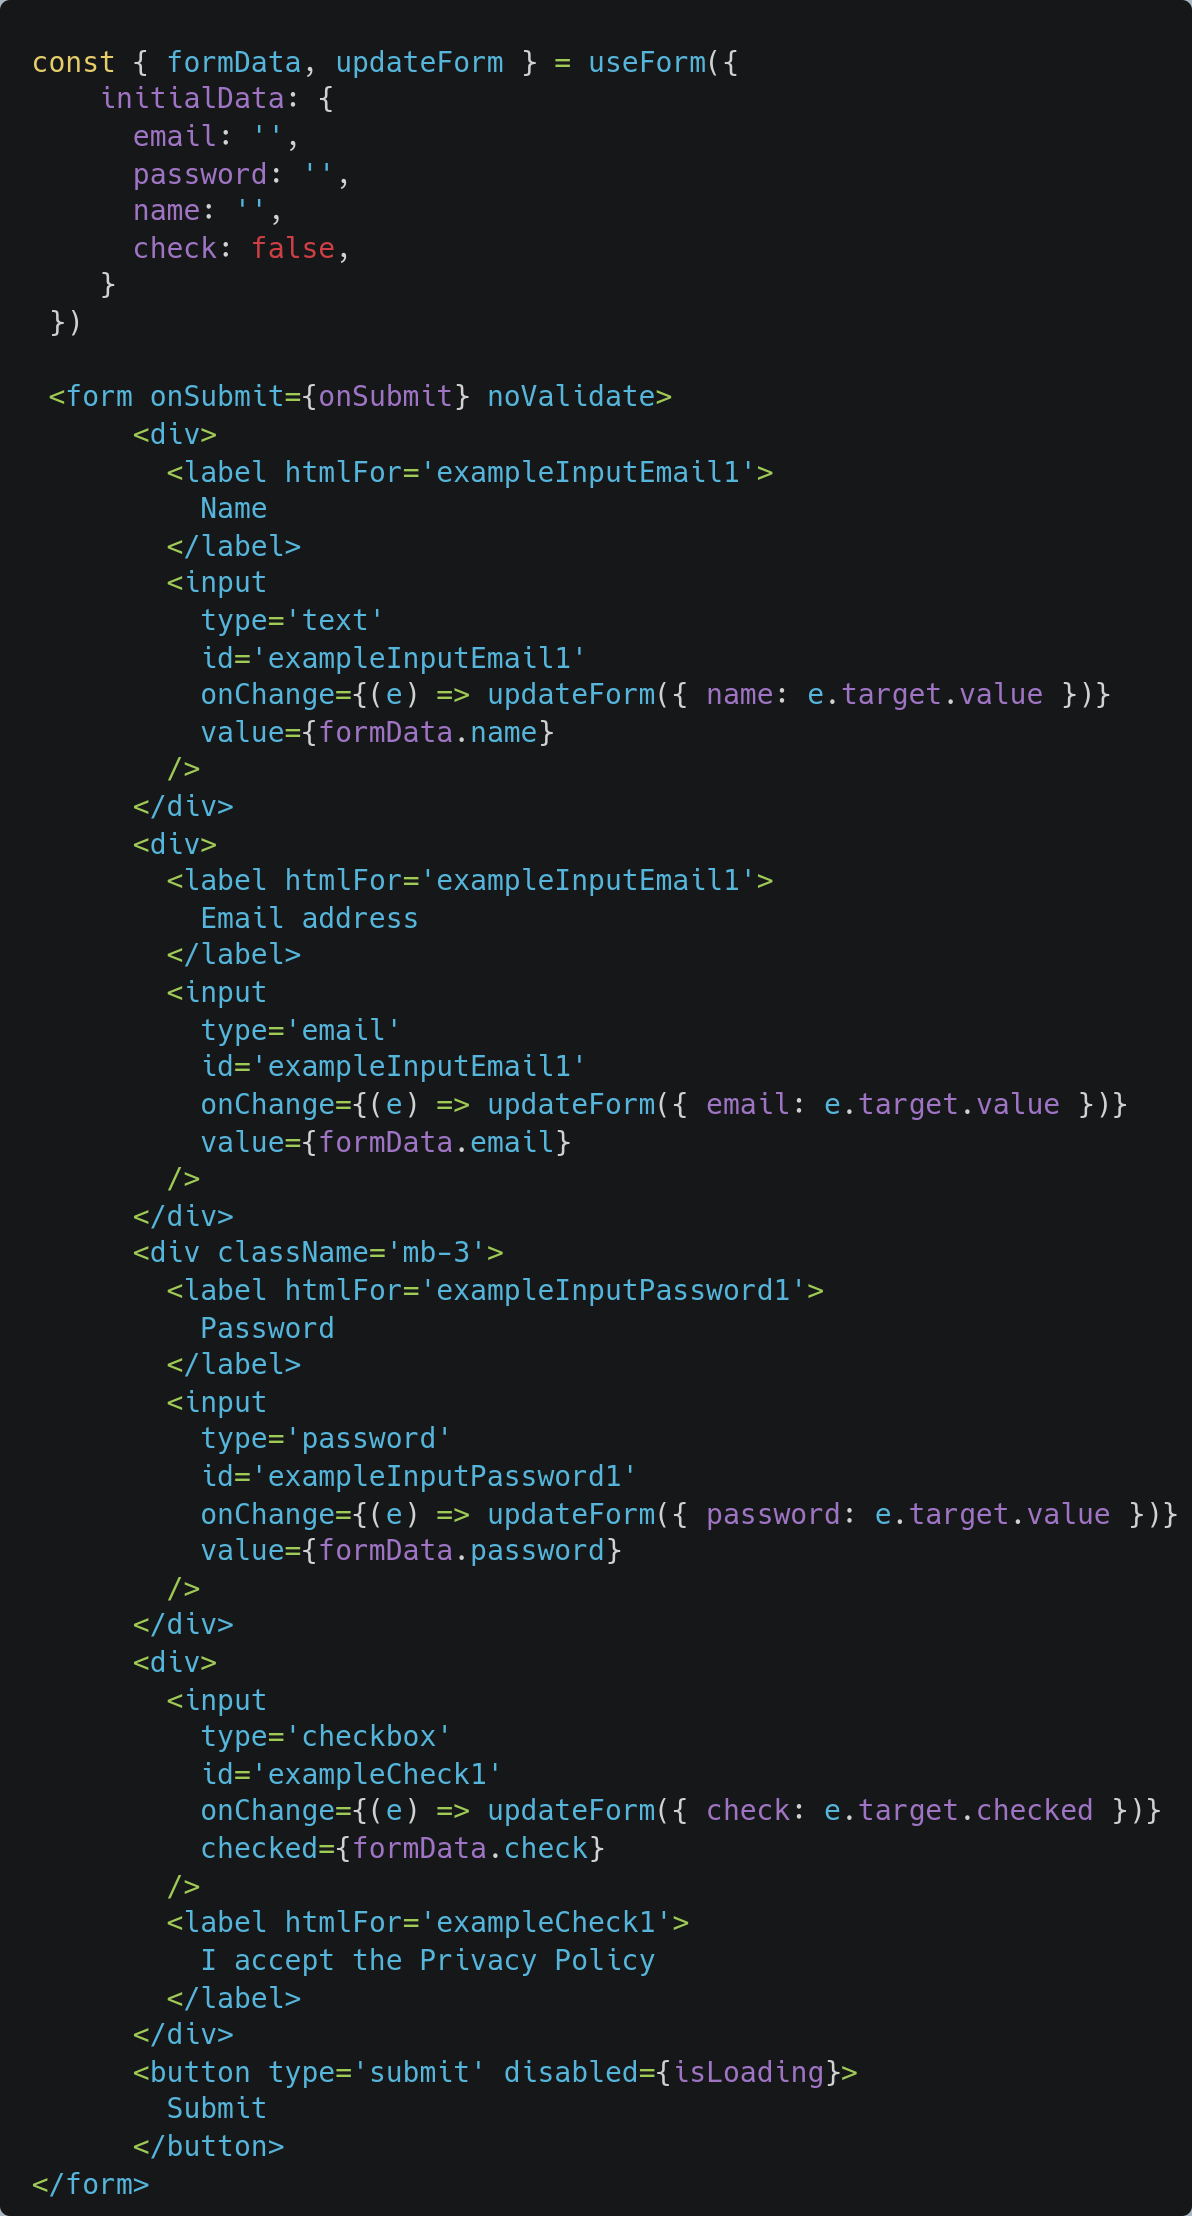 const { formData, updateForm } = useForm({
    initialData: {
      email: '',
      password: '',
      name: '',
      check: false,
    }
 })

 <form onSubmit={onSubmit} noValidate>
      <div>
        <label htmlFor='exampleInputEmail1'>
          Name
        </label>
        <input
          type='text'
          id='exampleInputEmail1'
          onChange={(e) => updateForm({ name: e.target.value })}
          value={formData.name}
        />
      </div>
      <div>
        <label htmlFor='exampleInputEmail1'>
          Email address
        </label>
        <input
          type='email'
          id='exampleInputEmail1'
          onChange={(e) => updateForm({ email: e.target.value })}
          value={formData.email}
        />
      </div>
      <div className='mb-3'>
        <label htmlFor='exampleInputPassword1'>
          Password
        </label>
        <input
          type='password'
          id='exampleInputPassword1'
          onChange={(e) => updateForm({ password: e.target.value })}
          value={formData.password}
        />
      </div>
      <div>
        <input
          type='checkbox'
          id='exampleCheck1'
          onChange={(e) => updateForm({ check: e.target.checked })}
          checked={formData.check}
        />
        <label htmlFor='exampleCheck1'>
          I accept the Privacy Policy
        </label>
      </div>
      <button type='submit' disabled={isLoading}>
        Submit
      </button>
</form>